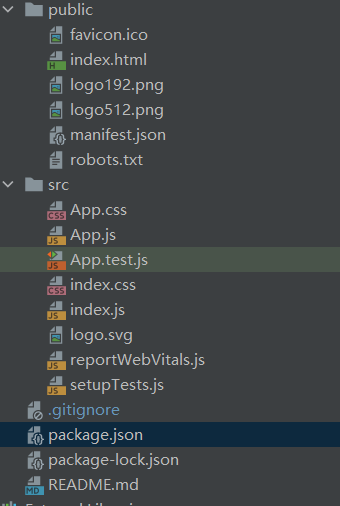 public
favicon.ico
index.html
logo192.png
logo512.png
manifest.json
robots.txt
src
App.css
App.js
App.test.js
index.css
index.js
logo.svg
reportWebVitals.js
setupTests.js
.gitignore
package.json
package-lock.json
README.md